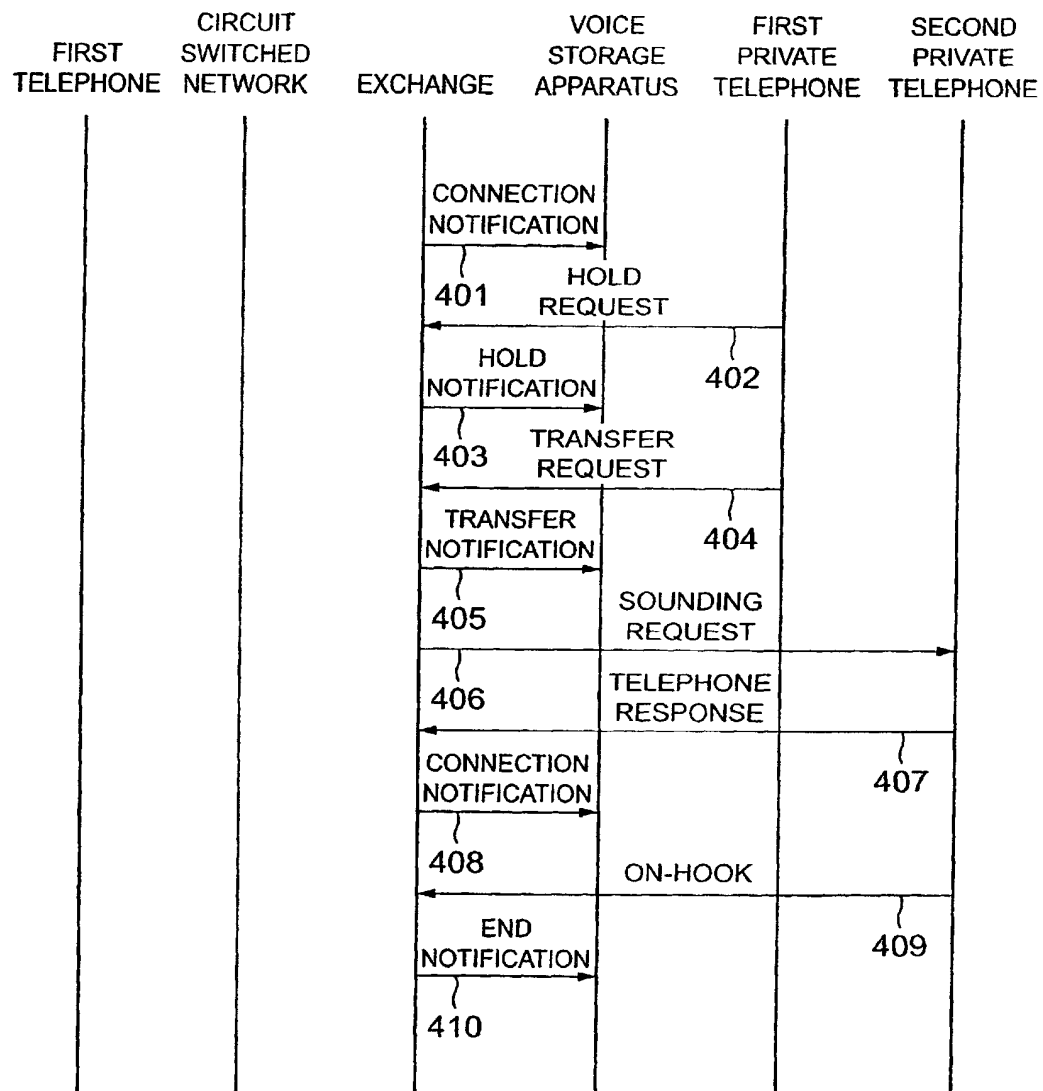 FIRST
TELEPHONE
CIRCUIT
SWITCHED
NETWORK
EXCHANGE
VOICE
STORAGE
APPARATUS
FIRST
PRIVATE
TELEPHONE
SECOND
PRIVATE
TELEPHONE
CONNECTION
NOTIFICATION
401
HOLD
REQUEST
402
HOLD
NOTIFICATION
403
TRANSFER
REQUEST
404
TRANSFER
NOTIFICATION
405
SOUNDING
REQUEST
406
TELEPHONE
RESPONSE
407
CONNECTION
NOTIFICATION
408
ON-HOOK
409
END
NOTIFICATION
410